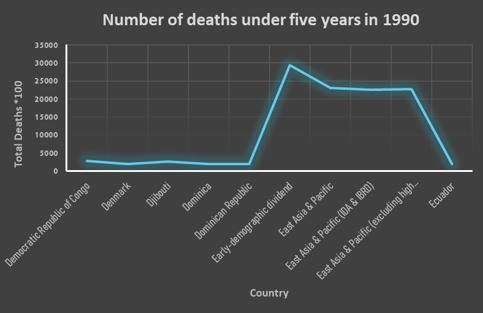 Number of deaths under five years in 1990
Total Deaths *100
35000
30000
25000
20000
15000
10000
5000
0
Democratic Republic of Congo
Denmark
Djibouti
Dominica
Dominican Republic
Early-demographic dividend
East Asia & Pacific
East Asia & Pacific (IDA & IBRD)
East Asia & Pacific (excluding high...
Ecuador
Country